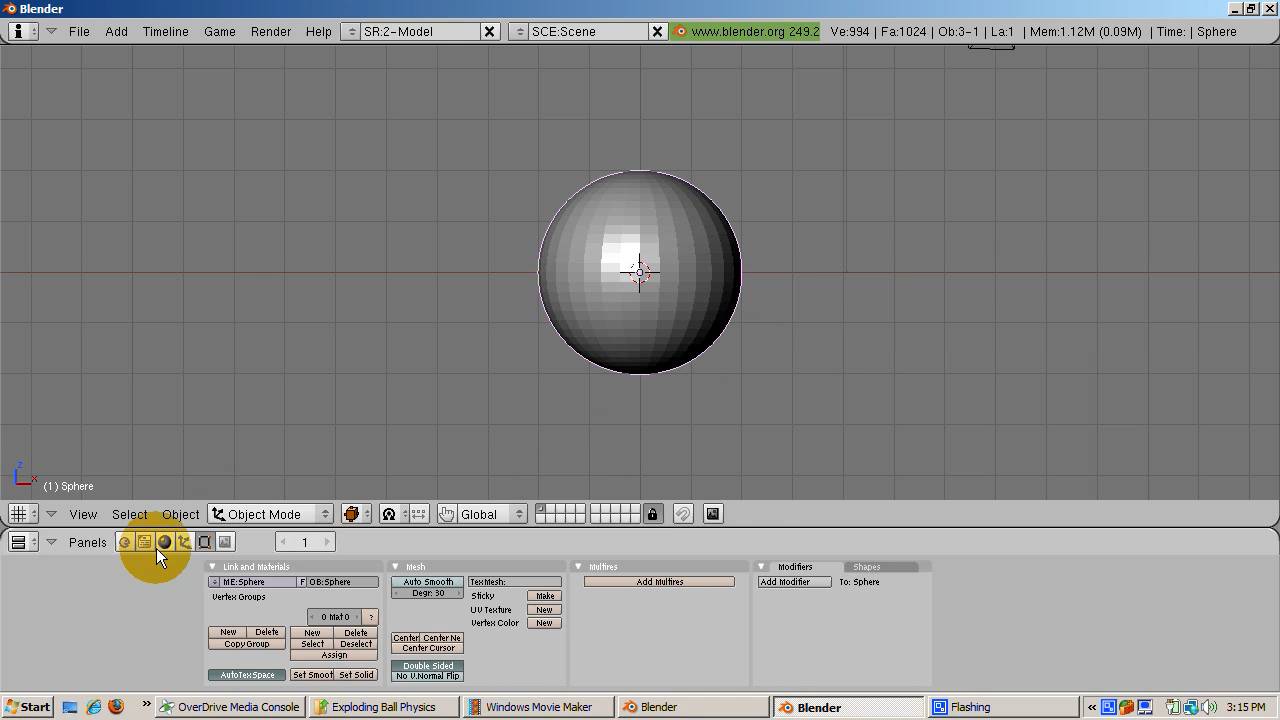 Blender
File Add Timeline Game Render Help SR:2-Model SCE:Scene www.blender.org 249.2 Ve:994 | Fa:1024 | Ob:3-1 | La:1 | Mem:1.12M (0.09M) | Time: | Sphere
z
x
(1) Sphere
View Select Object Object Mode Global
Panels 1
Link and Materials Mesh Multires Modifiers Shapes
ME:Sphere F OB:Sphere Auto Smooth TexMesh: Add Multires Add Modifier To: Sphere
Vertex Groups Degr: 30 Sticky Make
UV Texture New
0 Mat 0 ? Vertex Color New
New Delete New Delete Center Center Ne
Copy Group Select Deselect Center Cursor
Assign
Double Sided
AutoTexSpace Set Smoot Set Solid No V.Normal Flip
Start OverDrive Media Console Exploding Ball Physics Windows Movie Maker Blender Blender Flashing 3:15 PM